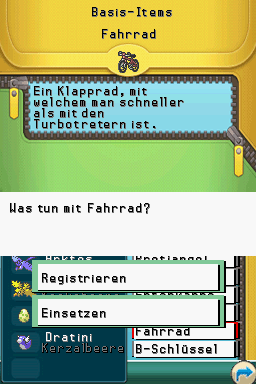 Basis-Items
Fahrrad
Ein Klapprad, mit
welchem man schneller
als mit den
Turbotretern ist.
Was tun mit Fahrrad?
Registrieren
Einsetzen
Dratini
Kerzalbeere
Fahrrad
B-Schlüssel